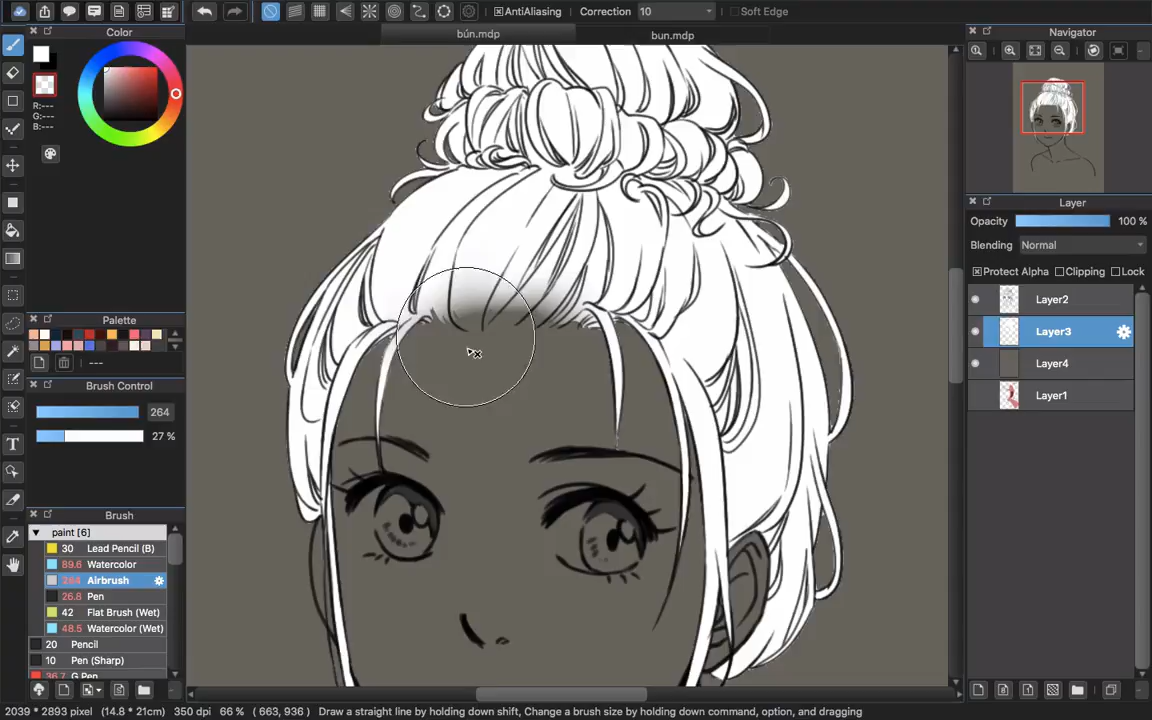 AntiAliasing Correction 10 Soft Edge
Color bún.mdp bun.mdp Navigator
R:---
G:---
B:---
Layer
Opacity 100 %
Blending Normal
Protect Alpha Clipping Lock
Layer2
Layer3
Layer4
Layer1
Palette
---
Brush Control
264
27 %
T
Brush
paint [6]
30 Lead Pencil (B)
89.6 Watercolor
264 Airbrush
26.8 Pen
42 Flat Brush (Wet)
48.5 Watercolor (Wet)
20 Pencil
10 Pen (Sharp)
36.7 G Pen
2039 * 2893 pixel (14.8 * 21cm) 350 dpi 66 % ( 663, 936 ) Draw a straight line by holding down shift, Change a brush size by holding down command, option, and dragging